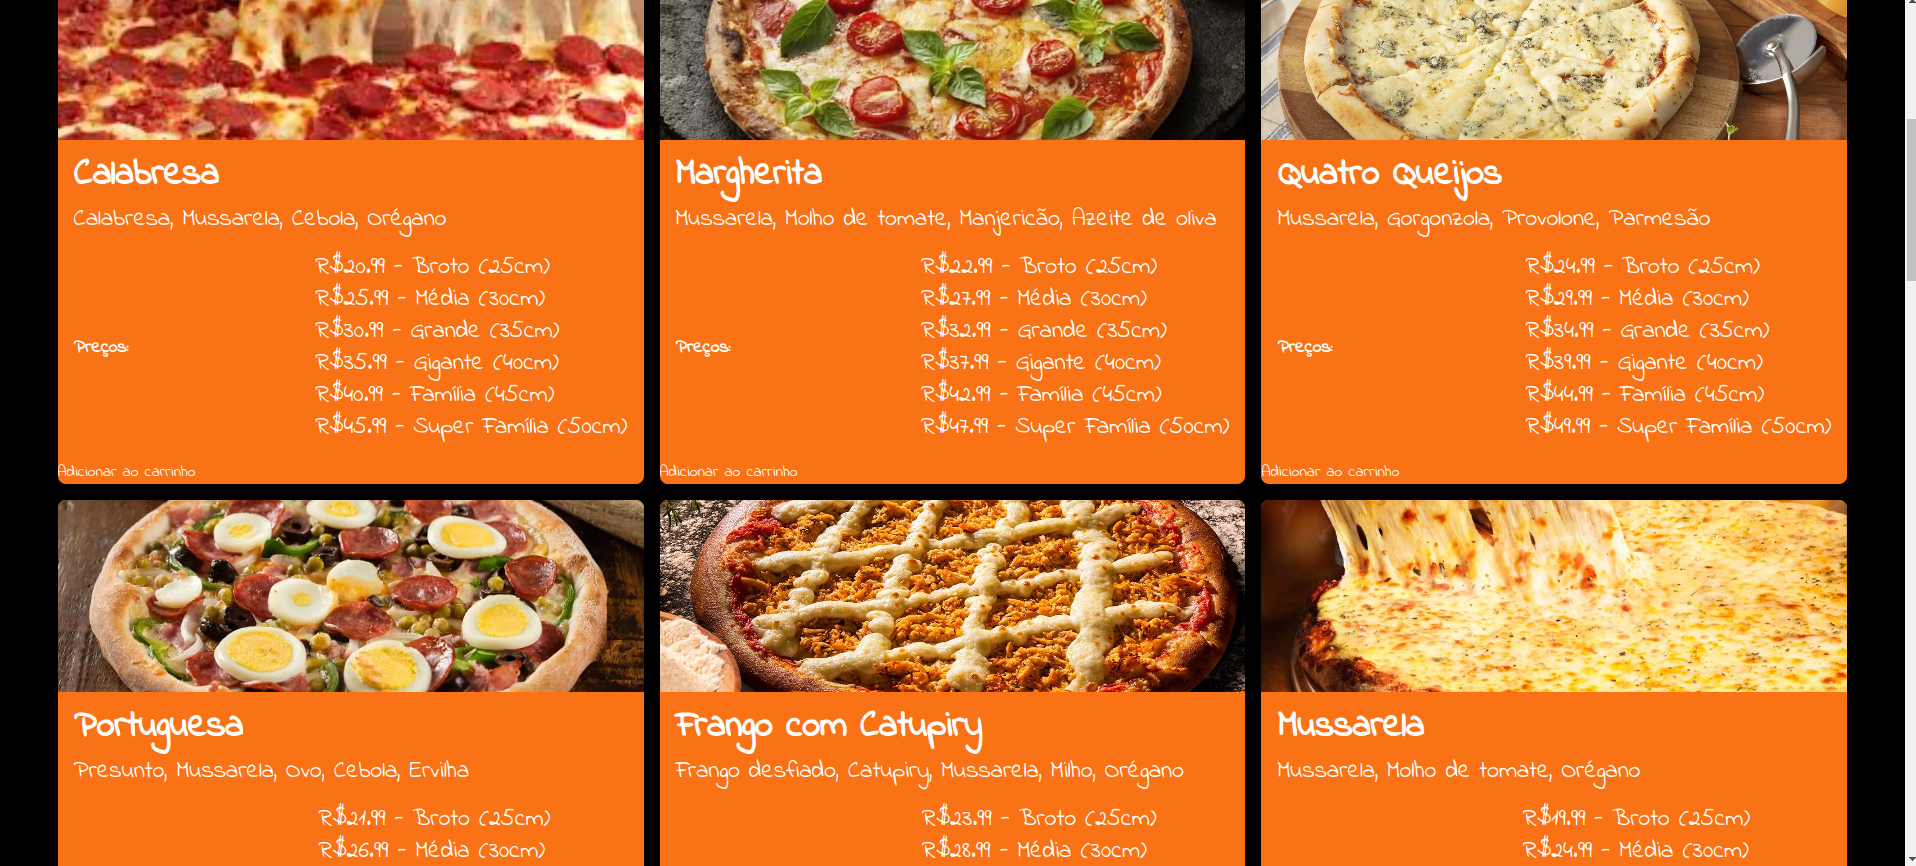 Calabresa
Calabresa, Mussarela, Cebola, Orégano
Preços:
R$20.99 - Broto (25cm)
R$25.99 - Média (30cm)
R$30.99 - Grande (35cm)
R$35.99 - Gigante (40cm)
R$40.99 - Família (45cm)
R$45.99 - Super Família (50cm)
Adicionar ao carrinho
Margherita
Mussarela, Molho de tomate, Manjericão, Azeite de oliva
Preços:
R$22.99 - Broto (25cm)
R$27.99 - Média (30cm)
R$32.99 - Grande (35cm)
R$37.99 - Gigante (40cm)
R$42.99 - Família (45cm)
R$47.99 - Super Família (50cm)
Adicionar ao carrinho
Quatro Queijos
Mussarela, Gorgonzola, Provolone, Parmesão
Preços:
R$24.99 - Broto (25cm)
R$29.99 - Média (30cm)
R$34.99 - Grande (35cm)
R$39.99 - Gigante (40cm)
R$44.99 - Família (45cm)
R$49.99 - Super Família (50cm)
Adicionar ao carrinho
Portuguesa
Presunto, Mussarela, Ovo, Cebola, Ervilha
R$21.99 - Broto (25cm)
R$26.99 - Média (30cm)
Frango com Catupiry
Frango desfiado, Catupiry, Mussarela, Milho, Orégano
R$23.99 - Broto (25cm)
R$28.99 - Média (30cm)
Mussarela
Mussarela, Molho de tomate, Orégano
R$19.99 - Broto (25cm)
R$24.99 - Média (30cm)